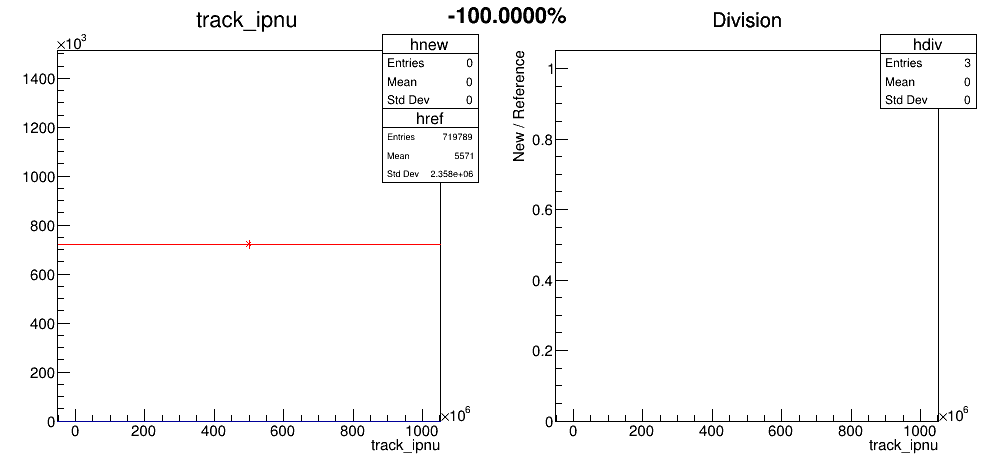 -100.0000%
track_ipnu
×10³
hnew
Entries 0
Mean 0
Std Dev 0
href
Entries 719789
Mean 5571
Std Dev 2.358e+06
1400
1200
1000
800
600
400
200
0
0 200 400 600 800 1000
×10⁶
track_ipnu
Division
hdiv
Entries 3
Mean 0
Std Dev 0
New / Reference
1
0.8
0.6
0.4
0.2
0
0 200 400 600 800 1000
×10⁶
track_ipnu